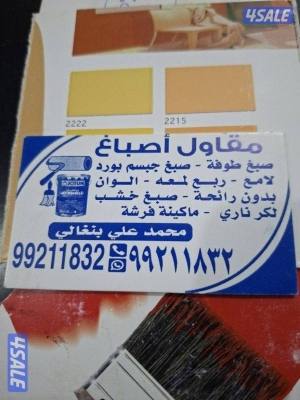 4SALE
2222
2215
مقاول أصباغ
صبغ طوفة - صبغ جبسم بورد
لامع - ربع لمعه - الوان
بدون رائحة - صبغ خشب
لكر ناري - ماكينة فرشة
محمد علي بنغالي
99211832
٩٩٢١١٨٣٢
4SALE